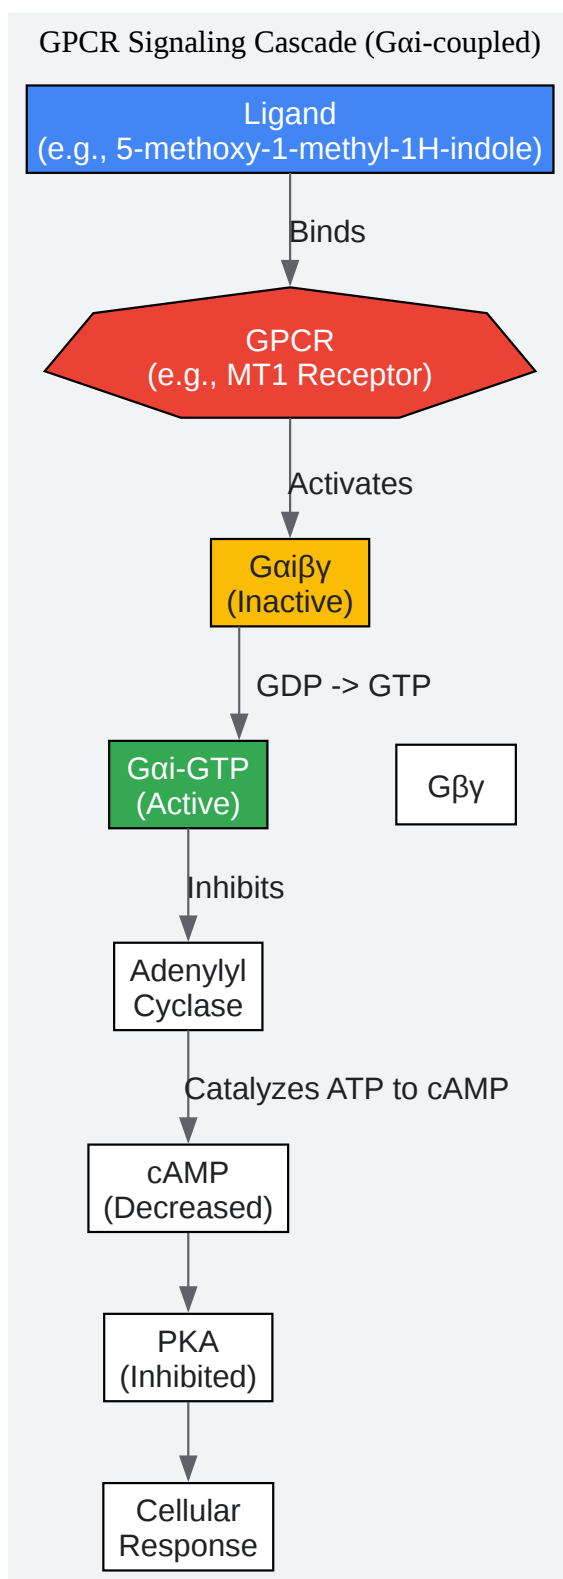 GPCR Signaling Cascade (Gαi-coupled)
Ligand
(e.g., 5-methoxy-1-methyl-1H-indole)
Binds
GPCR
(e.g., MT1 Receptor)
Activates
Gαiβγ
(Inactive)
GDP -> GTP
Gαi-GTP
(Active)
Gβγ
Inhibits
Adenylyl
Cyclase
Catalyzes ATP to cAMP
cAMP
(Decreased)
PKA
(Inhibited)
Cellular
Response